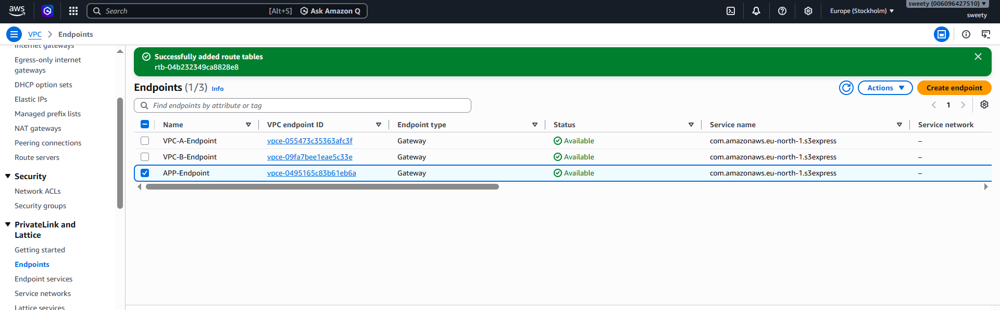 aws
Search [Alt+S] Ask Amazon Q
Europe (Stockholm)
sweety (006096427510)
sweety
VPC > Endpoints
Internet gateways
Egress-only internet
gateways
DHCP option sets
Elastic IPs
Managed prefix lists
NAT gateways
Peering connections
Route servers
Security
Network ACLs
Security groups
PrivateLink and
Lattice
Getting started
Endpoints
Endpoint services
Service networks
Lattice services
Successfully added route tables
rtb-04b232349ca8828e8
Endpoints (1/3) Info
Actions
Create endpoint
Find endpoints by attribute or tag
1
Name VPC endpoint ID Endpoint type Status Service name Service network
VPC-A-Endpoint vpce-055473c35363afc3f Gateway Available com.amazonaws.eu-north-1.s3express –
VPC-B-Endpoint vpce-09fa7bee1eae5c33e Gateway Available com.amazonaws.eu-north-1.s3express –
APP-Endpoint vpce-0495165c83b61eb6a Gateway Available com.amazonaws.eu-north-1.s3express –